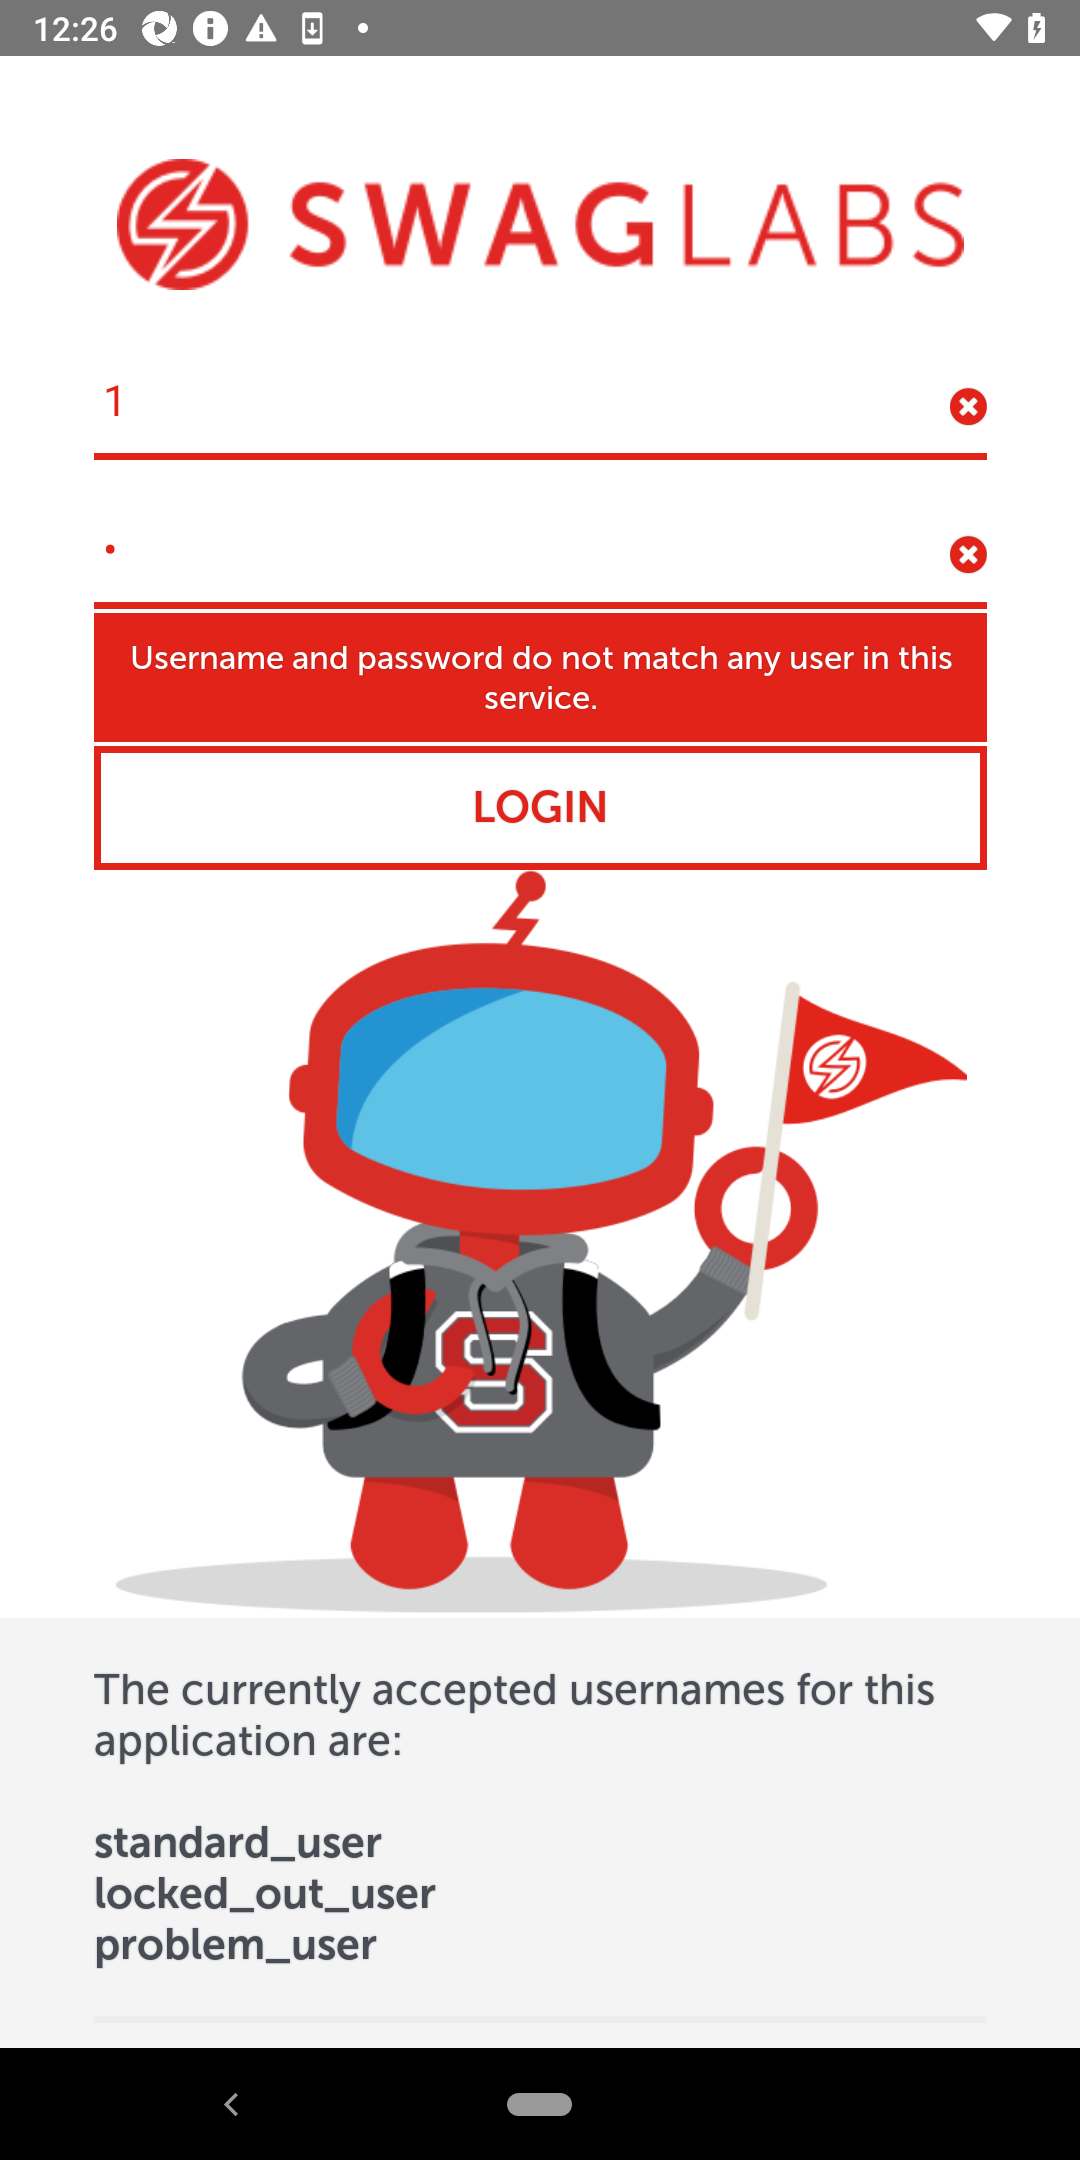 12:26
SWAGLABS
1
•
Username and password do not match any user in this
service.
LOGIN
S
The currently accepted usernames for this
application are:
standard_user
locked_out_user
problem_user